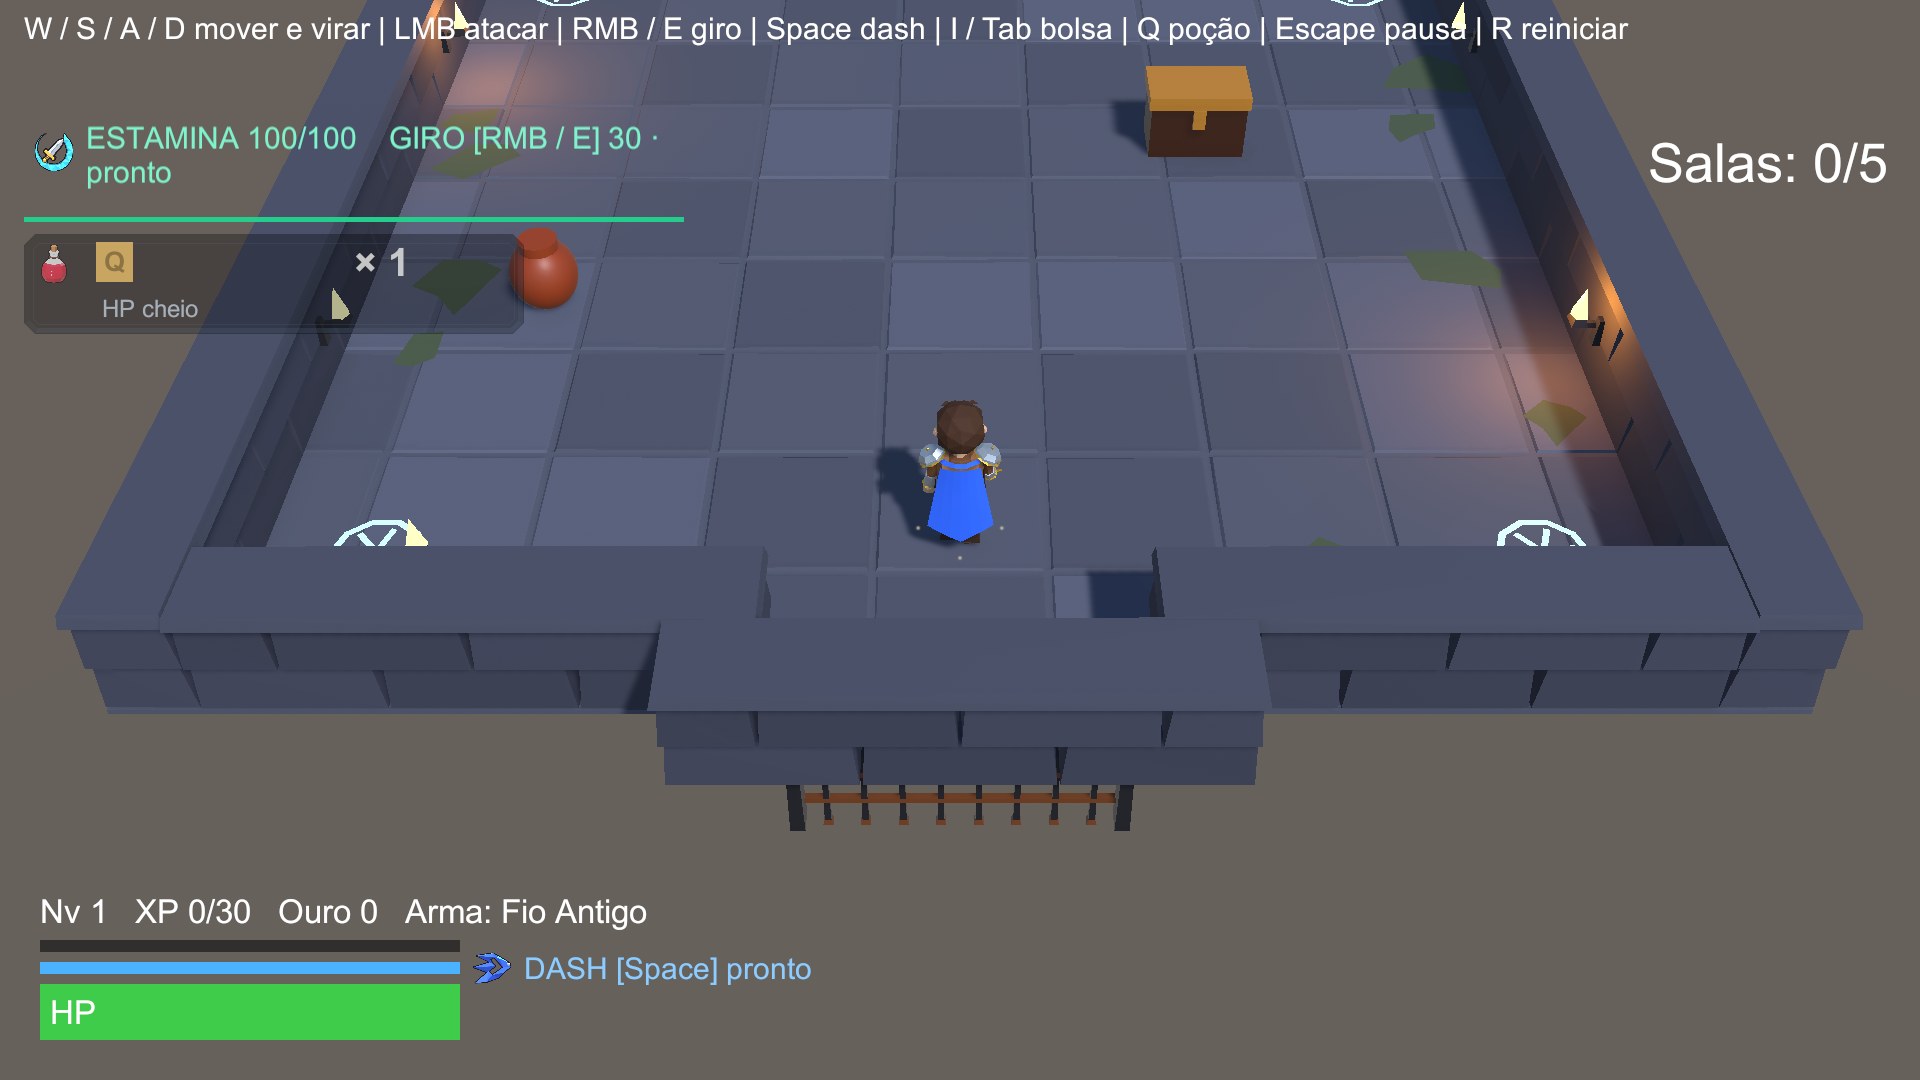 W / S / A / D mover e virar | LMB atacar | RMB / E giro | Space dash | I / Tab bolsa | Q poção | Escape pausa | R reiniciar
ESTAMINA 100/100 GIRO [RMB / E] 30 ·
pronto
Salas: 0/5
Q × 1
HP cheio
Nv 1 XP 0/30 Ouro 0 Arma: Fio Antigo
DASH [Space] pronto
HP